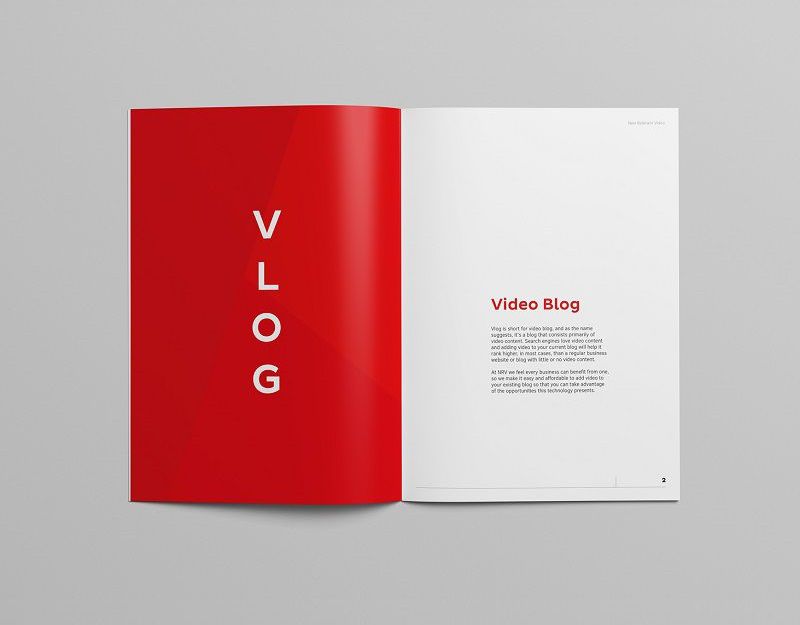 V
L
O
G
Video Blog
Vlog is short for video blog, and as the name
suggests, it's a blog that consists primarily of
video content. Search engines love video content
and adding video to your current blog will help it
rank higher, in most cases, than a regular business
website or blog with little or no video content.
At NRV we feel every business can benefit from one,
so we make it easy and affordable to add video to
your existing blog so that you can take advantage
of the opportunities this technology presents.
2